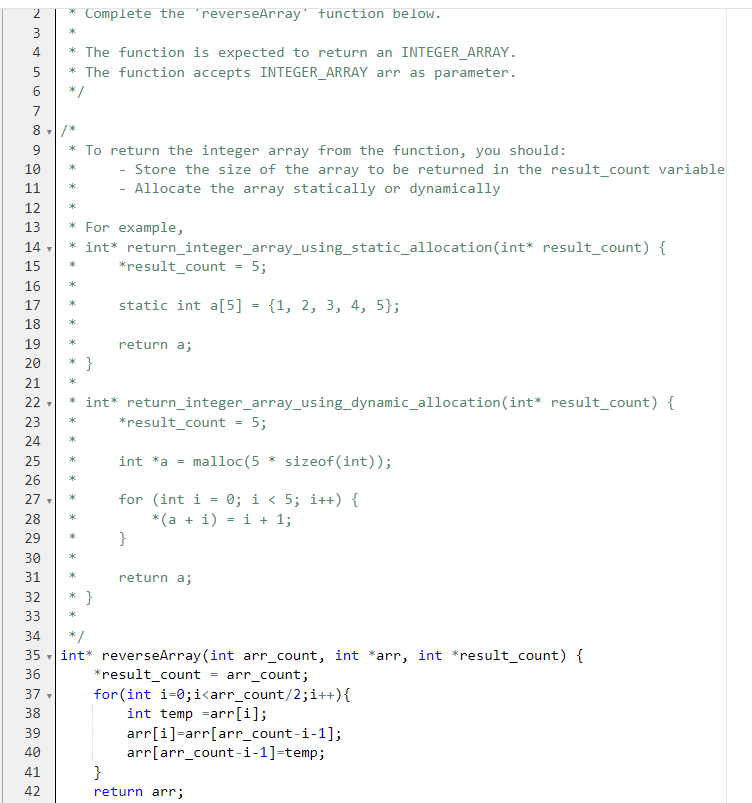 2 * Complete the 'reverseArray' function below.
3 *
4 * The function is expected to return an INTEGER_ARRAY.
5 * The function accepts INTEGER_ARRAY arr as parameter.
6 */
7
8 /*
9 * To return the integer array from the function, you should:
10 *     - Store the size of the array to be returned in the result_count variable
11 *     - Allocate the array statically or dynamically
12 *
13 * For example,
14 * int* return_integer_array_using_static_allocation(int* result_count) {
15 *     *result_count = 5;
16 *
17 *     static int a[5] = {1, 2, 3, 4, 5};
18 *
19 *     return a;
20 * }
21 *
22 * int* return_integer_array_using_dynamic_allocation(int* result_count) {
23 *     *result_count = 5;
24 *
25 *     int *a = malloc(5 * sizeof(int));
26 *
27 *     for (int i = 0; i < 5; i++) {
28 *         *(a + i) = i + 1;
29 *     }
30 *
31 *     return a;
32 * }
33 *
34 */
35 int* reverseArray(int arr_count, int *arr, int *result_count) {
36     *result_count = arr_count;
37     for(int i=0;i<arr_count/2;i++){
38         int temp =arr[i];
39         arr[i]=arr[arr_count-i-1];
40         arr[arr_count-i-1]=temp;
41     }
42     return arr;